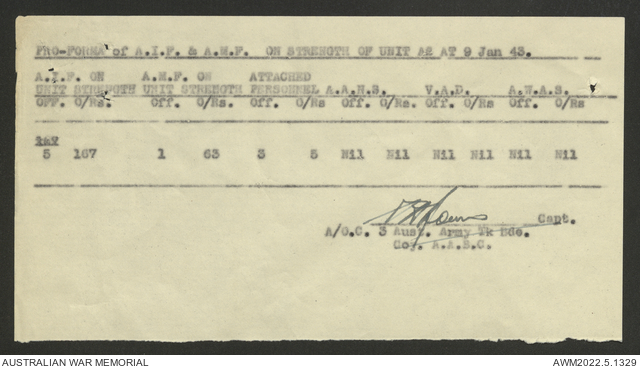 PRO-FORMA of A.I.F. & A.M.F. ON STRENGTH OF UNIT AS AT 9 Jan 43.
A.I.F. ON A.M.F. ON ATTACHED
UNIT STRENGTH UNIT STRENGTH PERSONNEL A.A.N.S. V.A.D. A.W.A.S.
OFF. O/Rs. Off. O/Rs Off. O/Rs Off. O/Rs. Off. O/Rs Off. O/Rs
5 167 1 63 3 5 Nil Nil Nil Nil Nil Nil
Capt.
A/O.C. 3 Aust. Army Tk Bde.
Coy. A.A.S.C.
AUSTRALIAN WAR MEMORIAL AWM2022.5.1329